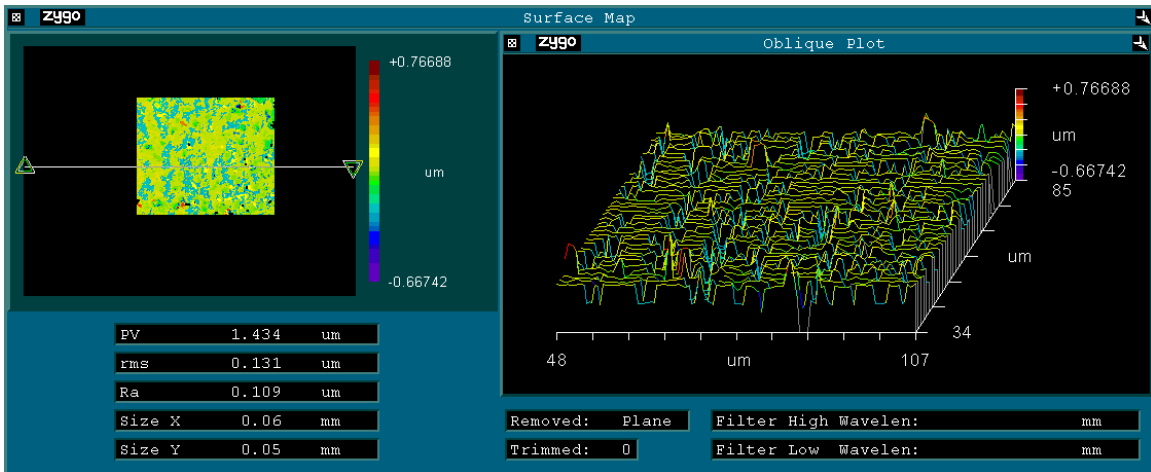 zygo Surface Map
+0.76688
um
-0.66742
zygo Oblique Plot
+0.76688
um
-0.66742
85
um
34
48 um 107
PV 1.434 um
rms 0.131 um
Ra 0.109 um
Size X 0.06 mm
Size Y 0.05 mm
Removed: Plane
Trimmed: 0
Filter High Wavelen: mm
Filter Low Wavelen: mm